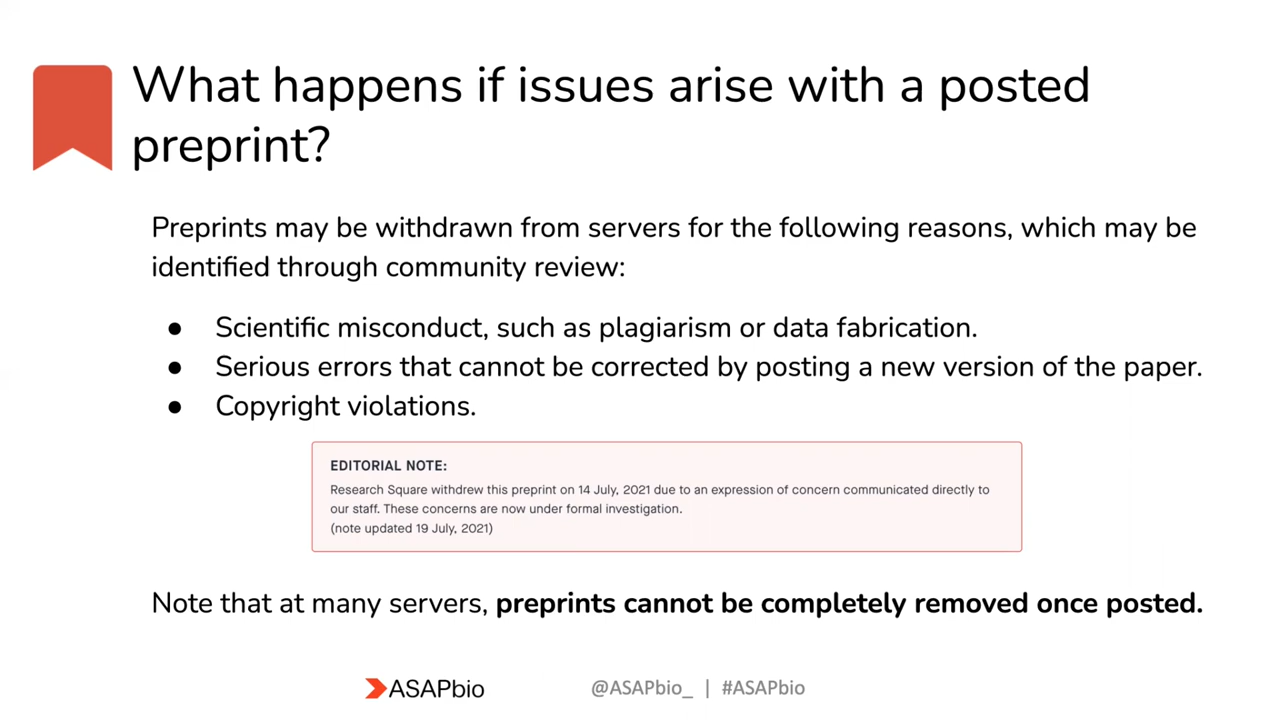 What happens if issues arise with a posted
preprint?
Preprints may be withdrawn from servers for the following reasons, which may be
identified through community review:
● Scientific misconduct, such as plagiarism or data fabrication.
● Serious errors that cannot be corrected by posting a new version of the paper.
● Copyright violations.
EDITORIAL NOTE:
Research Square withdrew this preprint on 14 July, 2021 due to an expression of concern communicated directly to
our staff. These concerns are now under formal investigation.
(note updated 19 July, 2021)
Note that at many servers, preprints cannot be completely removed once posted.
ASAPbio @ASAPbio_ | #ASAPbio